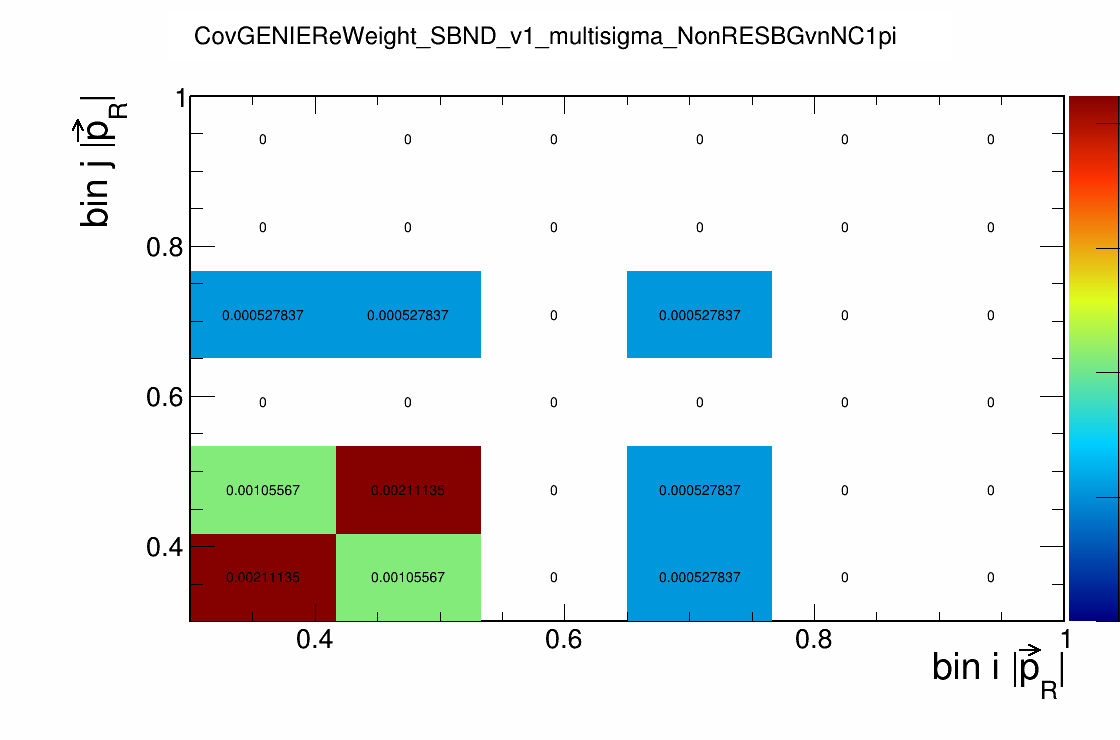 CovGENIEReWeight_SBND_v1_multisigma_NonRESBGvnNC1pi
bin j |p_R|
1
0 0 0 0 0 0
0 0 0 0 0 0
0.8
0.000527837 0.000527837 0 0.000527837 0 0
0.6
0 0 0 0 0 0
0.00105567 0.00211135 0 0.000527837 0 0
0.4
0.00211135 0.00105567 0 0.000527837 0 0
0.4 0.6 0.8 1
bin i |p_R|